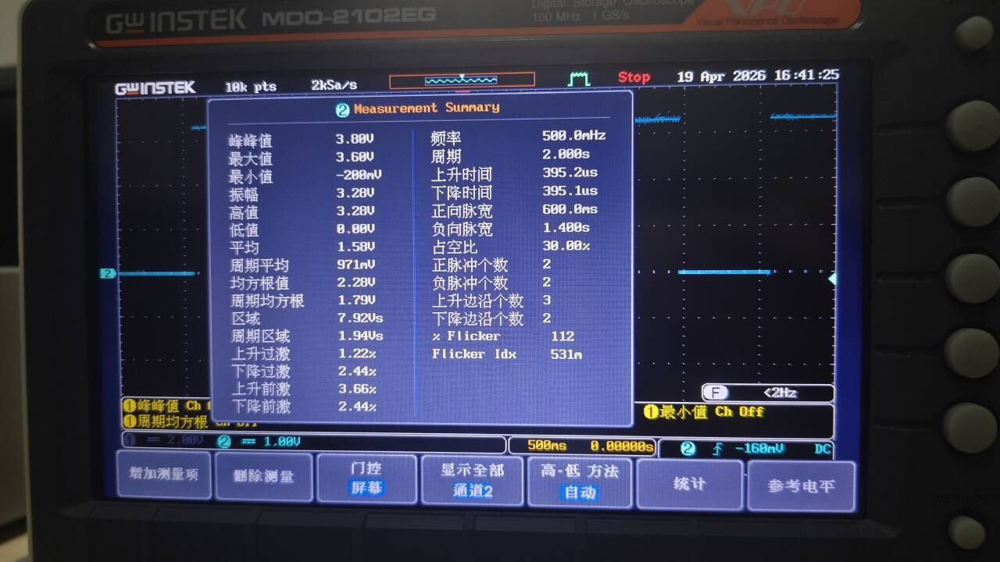 GWINSTEK MDO-2102EG
Digital Storage Oscilloscope
100 MHz 1 GS/s
Visual Persistence Oscilloscope
GWINSTEK 10k pts 2kSa/s Stop 19 Apr 2026 16:41:25
2 Measurement Summary
峰峰值 3.80V 频率 500.0mHz
最大值 3.60V 周期 2.000s
最小值 -200mV 上升时间 395.2us
振幅 3.28V 下降时间 395.1us
高值 3.28V 正向脉宽 600.0ms
低值 0.00V 负向脉宽 1.400s
平均 1.58V 占空比 30.00%
周期平均 971mV 正脉冲个数 2
均方根值 2.28V 负脉冲个数 2
周期均方根 1.79V 上升边沿个数 3
区域 7.92Vs 下降边沿个数 2
周期区域 1.94Vs % Flicker 112
上升过激 1.22% Flicker Idx 531m
下降过激 2.44%
上升前激 3.66%
下降前激 2.44%
2
F <2Hz
1 峰峰值 Ch 1 最小值 Ch Off
1 周期均方根 Ch Off
1 2.00V 2 1.00V 500ms 0.00000s 2 -160mV DC
增加测量项 删除测量 门控 屏幕 显示全部 通道2 高-低 方法 自动 统计 参考电平